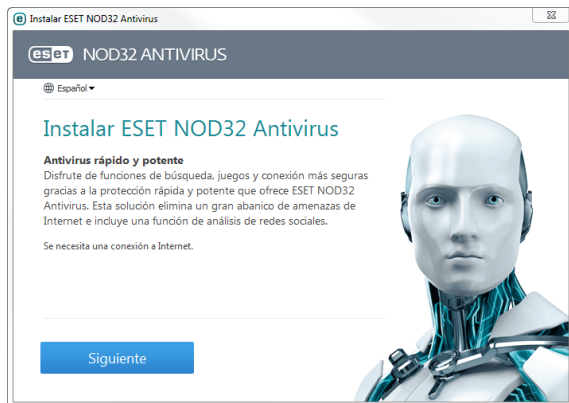 Instalar ESET NOD32 Antivirus
eset NOD32 ANTIVIRUS
Español
Instalar ESET NOD32 Antivirus
Antivirus rápido y potente
Disfrute de funciones de búsqueda, juegos y conexión más seguras
gracias a la protección rápida y potente que ofrece ESET NOD32
Antivirus. Esta solución elimina un gran abanico de amenazas de
Internet e incluye una función de análisis de redes sociales.
Se necesita una conexión a Internet.
Siguiente